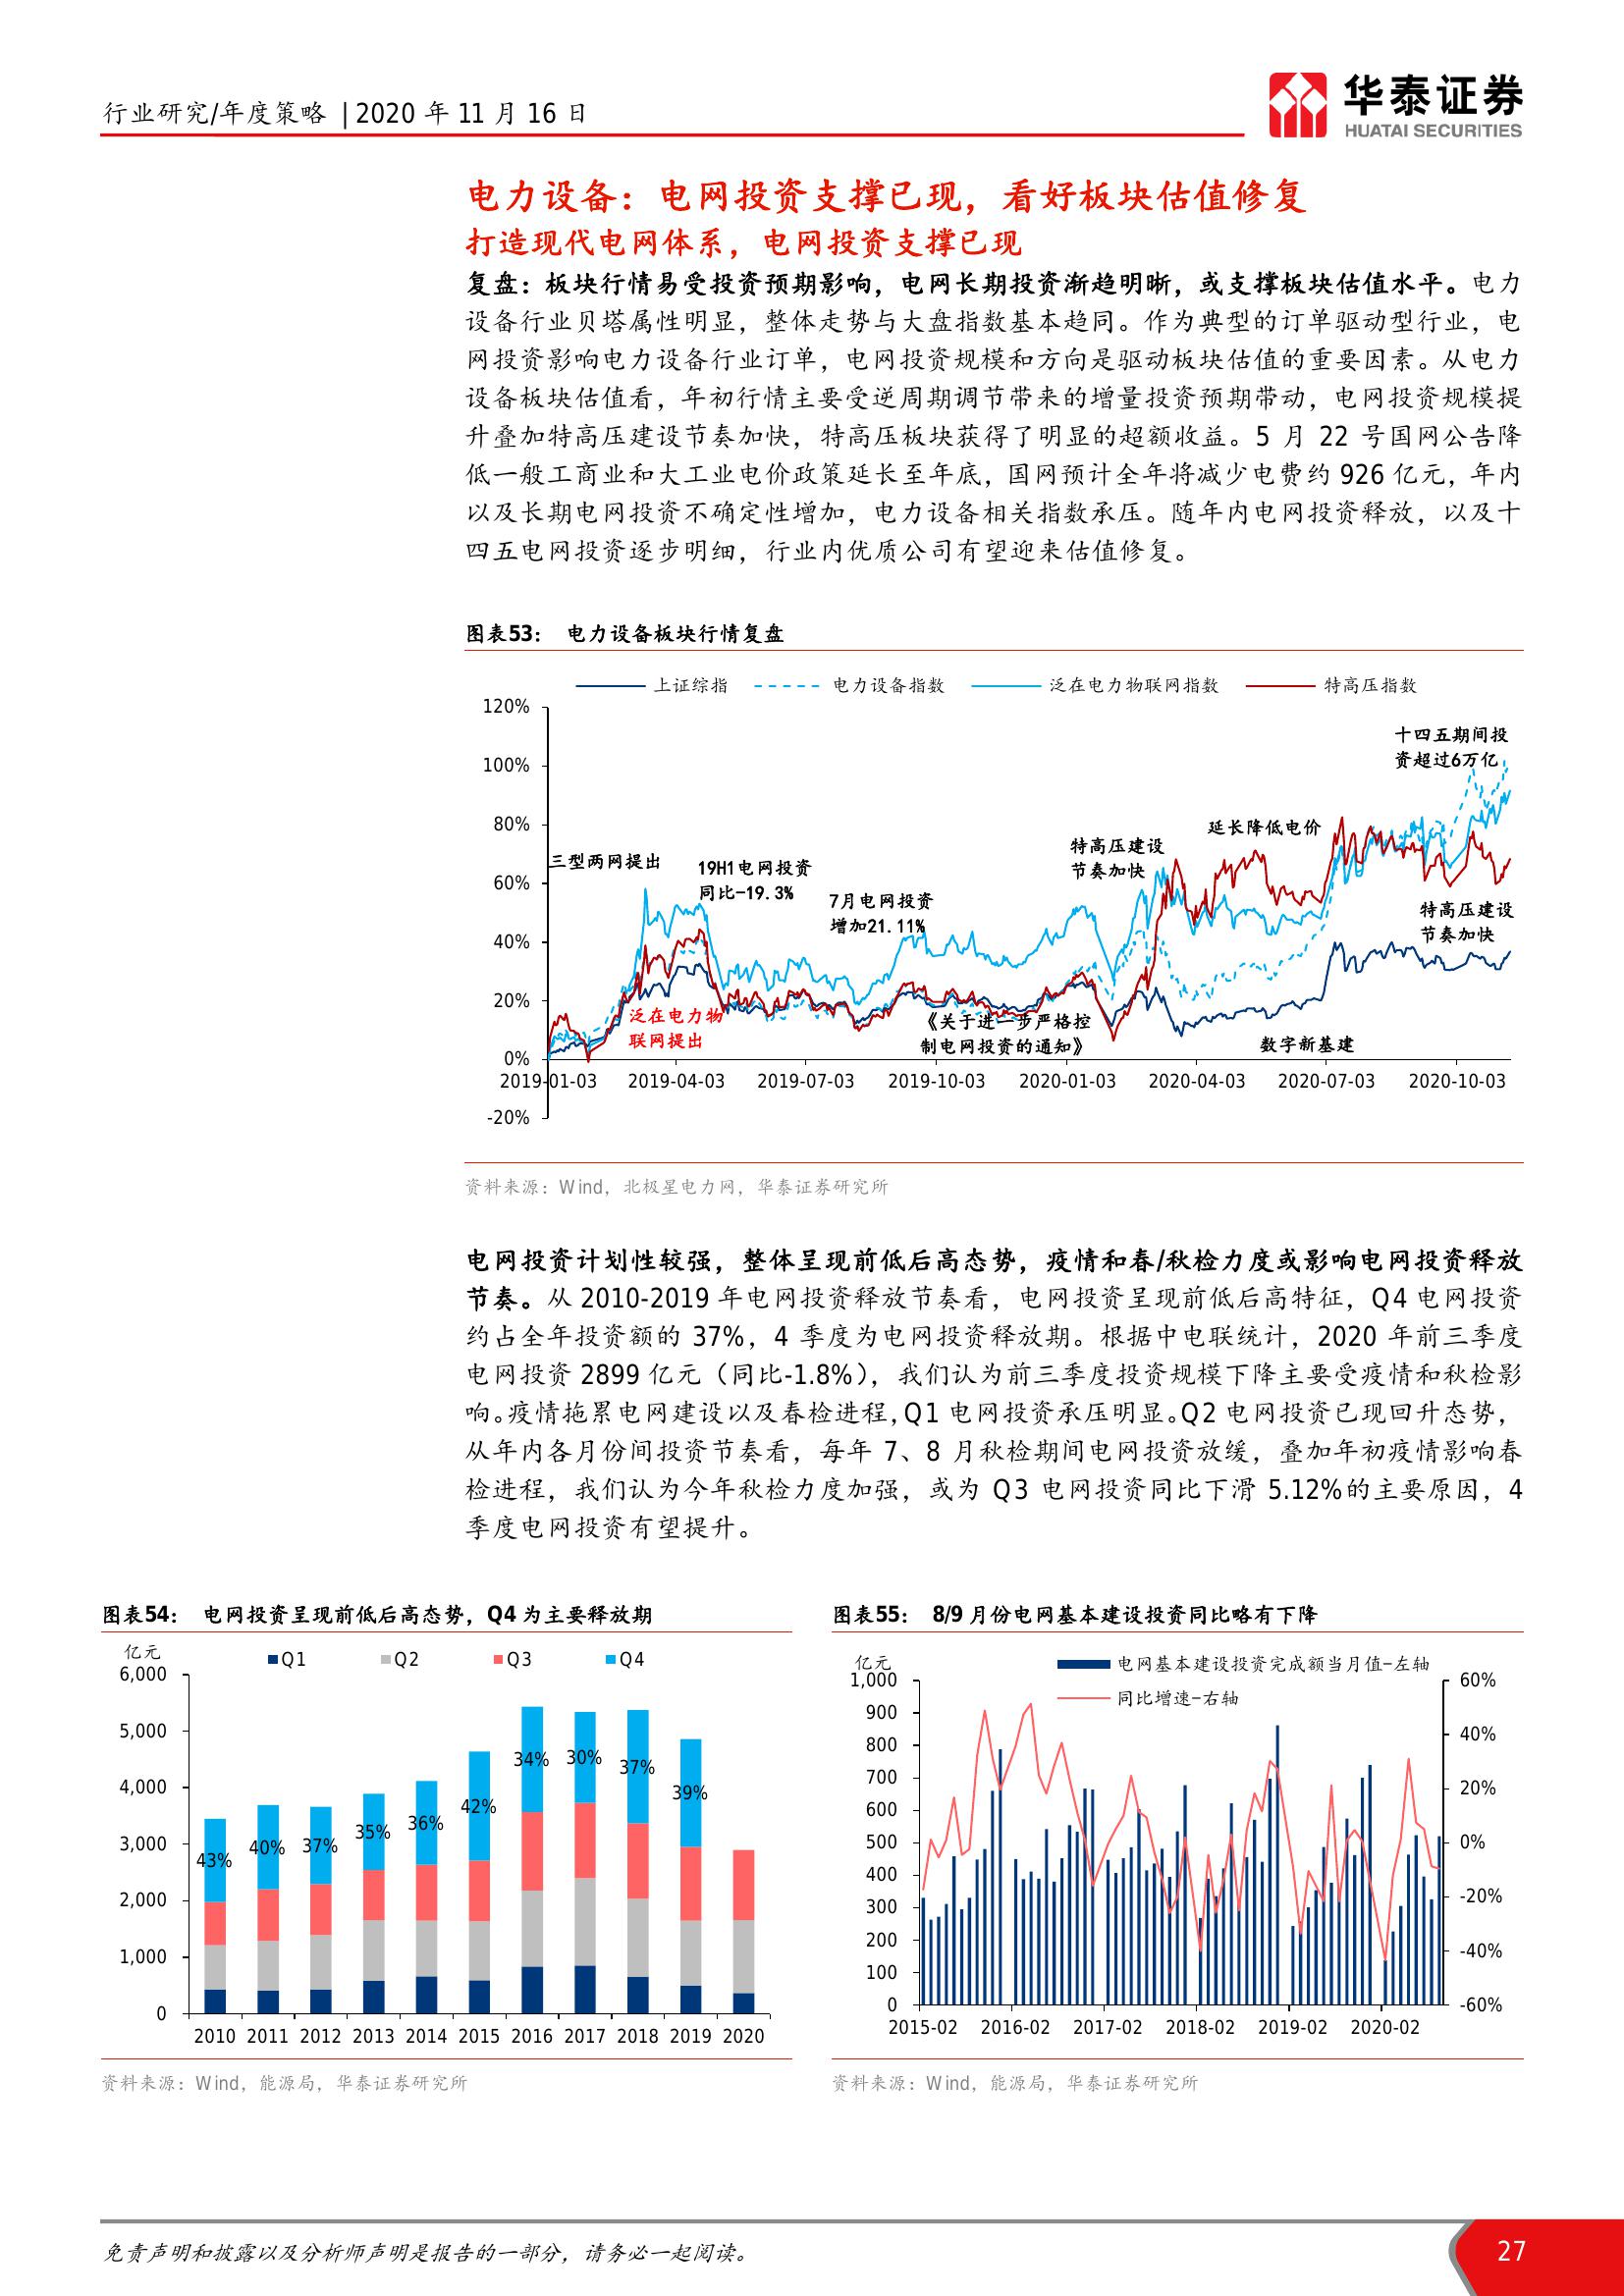 行业研究/年度策略 | 2020 年 11 月 16 日
华泰证券
HUATAI SECURITIES
电力设备：电网投资支撑已现，看好板块估值修复
打造现代电网体系，电网投资支撑已现
复盘：板块行情易受投资预期影响，电网长期投资渐趋明晰，或支撑板块估值水平。电力
设备行业贝塔属性明显，整体走势与大盘指数基本趋同。作为典型的订单驱动型行业，电
网投资影响电力设备行业订单，电网投资规模和方向是驱动板块估值的重要因素。从电力
设备板块估值看，年初行情主要受逆周期调节带来的增量投资预期带动，电网投资规模提
升叠加特高压建设节奏加快，特高压板块获得了明显的超额收益。5 月 22 号国网公告降
低一般工商业和大工业电价政策延长至年底，国网预计全年将减少电费约 926 亿元，年内
以及长期电网投资不确定性增加，电力设备相关指数承压。随年内电网投资释放，以及十
四五电网投资逐步明细，行业内优质公司有望迎来估值修复。
图表53： 电力设备板块行情复盘
上证综指 电力设备指数 泛在电力物联网指数 特高压指数
120%
100%
80%
60%
40%
20%
0%
-20%
2019-01-03 2019-04-03 2019-07-03 2019-10-03 2020-01-03 2020-04-03 2020-07-03 2020-10-03
三型两网提出
泛在电力物
联网提出
19H1电网投资
同比-19.3%
7月电网投资
增加21.11%
《关于进一步严格控
制电网投资的通知》
特高压建设
节奏加快
延长降低电价
数字新基建
十四五期间投
资超过6万亿
特高压建设
节奏加快
资料来源：Wind，北极星电力网，华泰证券研究所
电网投资计划性较强，整体呈现前低后高态势，疫情和春/秋检力度或影响电网投资释放
节奏。从 2010-2019 年电网投资释放节奏看，电网投资呈现前低后高特征，Q4 电网投资
约占全年投资额的 37%，4 季度为电网投资释放期。根据中电联统计，2020 年前三季度
电网投资 2899 亿元（同比-1.8%），我们认为前三季度投资规模下降主要受疫情和秋检影
响。疫情拖累电网建设以及春检进程，Q1 电网投资承压明显。Q2 电网投资已现回升态势，
从年内各月份间投资节奏看，每年 7、8 月秋检期间电网投资放缓，叠加年初疫情影响春
检进程，我们认为今年秋检力度加强，或为 Q3 电网投资同比下滑 5.12%的主要原因，4
季度电网投资有望提升。
图表54： 电网投资呈现前低后高态势，Q4 为主要释放期
亿元
Q1 Q2 Q3 Q4
6,000
5,000
4,000
3,000
2,000
1,000
0
43% 40% 37% 35% 36% 42% 34% 30% 37% 39%
2010 2011 2012 2013 2014 2015 2016 2017 2018 2019 2020
资料来源：Wind，能源局，华泰证券研究所
图表55： 8/9 月份电网基本建设投资同比略有下降
亿元
电网基本建设投资完成额当月值-左轴
同比增速-右轴
1,000
900
800
700
600
500
400
300
200
100
0
60%
40%
20%
0%
-20%
-40%
-60%
2015-02 2016-02 2017-02 2018-02 2019-02 2020-02
资料来源：Wind，能源局，华泰证券研究所
免责声明和披露以及分析师声明是报告的一部分，请务必一起阅读。
27